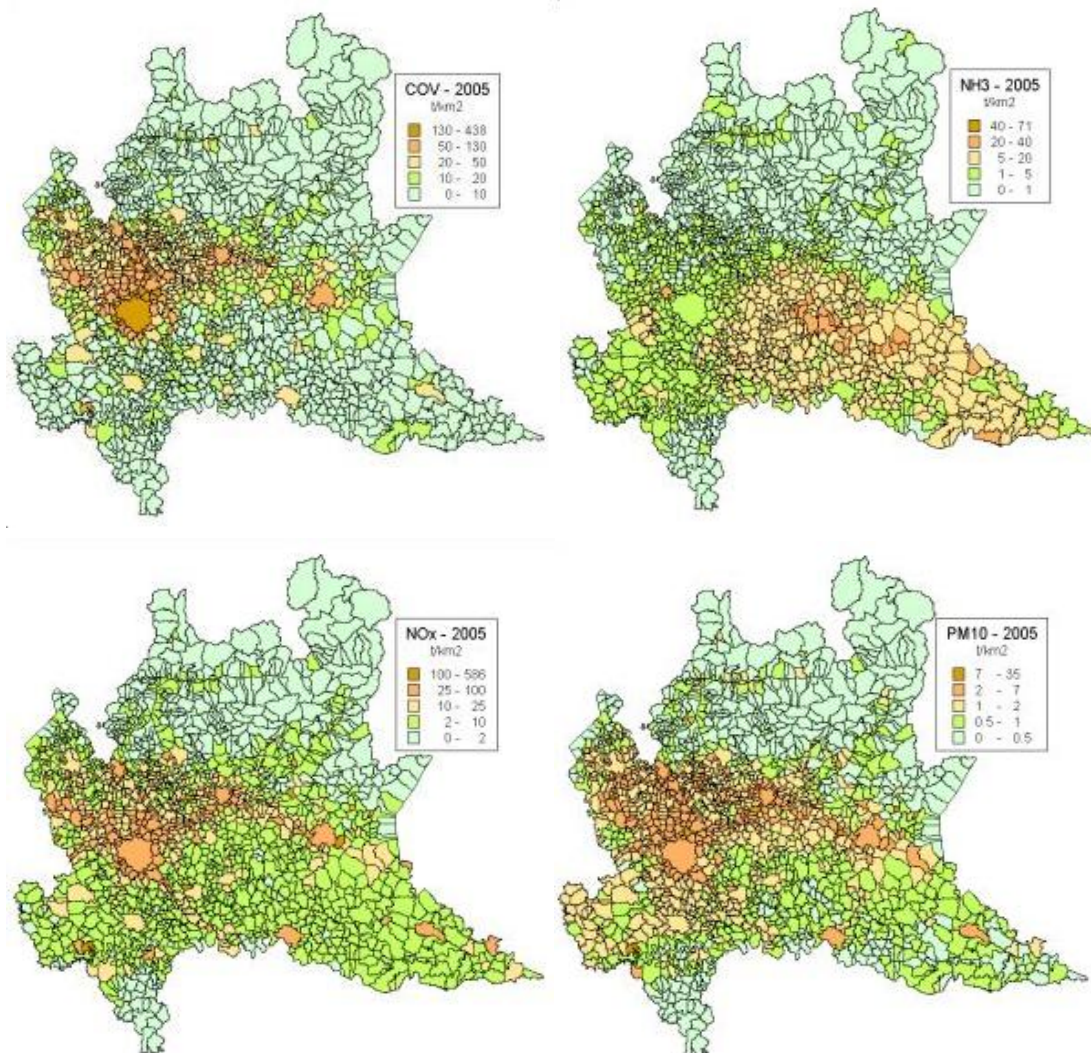 COV - 2005
t/km2
130 - 438
50 - 130
20 - 50
10 - 20
0 - 10
NH3 - 2005
t/km2
40 - 71
20 - 40
5 - 20
1 - 5
0 - 1
NOx - 2005
t/km2
100 - 586
25 - 100
10 - 25
2 - 10
0 - 2
PM10 - 2005
t/km2
7 - 35
2 - 7
1 - 2
0.5 - 1
0 - 0.5